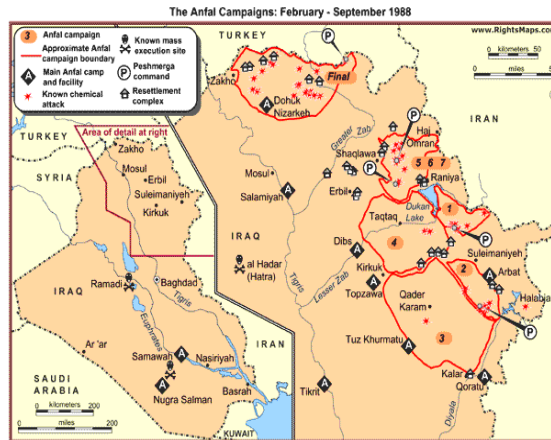 The Anfal Campaigns: February - September 1988
3 Anfal campaign
Approximate Anfal
campaign boundary
A Main Anfal camp
and facility
Known chemical
attack
Known mass
execution site
P Peshmerga
command
Resettlement
complex
www.RightsMaps.com
0 kilometers 50
0 miles 50
TURKEY
P
Final
Zakho
A Dohuk
Nizarkeh
IRAN
Greater Zab
P
Haj
Omran
Shaqlawa
P
5 6 7
Raniya
Mosul
A
Salamiyah
Erbil
Dukan
Lake
1
P
Taqtaq
IRAQ
Dibs A
4
Suleimaniyeh
2
A Arbat
al Hadar
(Hatra)
Tigris
Lesser Zab
Kirkuk
A
Topzawa
Qader
Karam
Halabja
P
3
Tuz Khurmatu A
Kalar
A
Qoratu
Tikrit A
Diyala
TURKEY
Area of detail at right
Zakho
Mosul
Erbil
Suleimaniyeh
Kirkuk
SYRIA
IRAQ
Ramadi
Baghdad
Tigris
Euphrates
IRAN
Ar 'ar
Samawah A
Nasiriyah
A
Nugra Salman
Basrah
SAUDI
ARABIA
0 kilometers 200
0 miles 200
KUWAIT